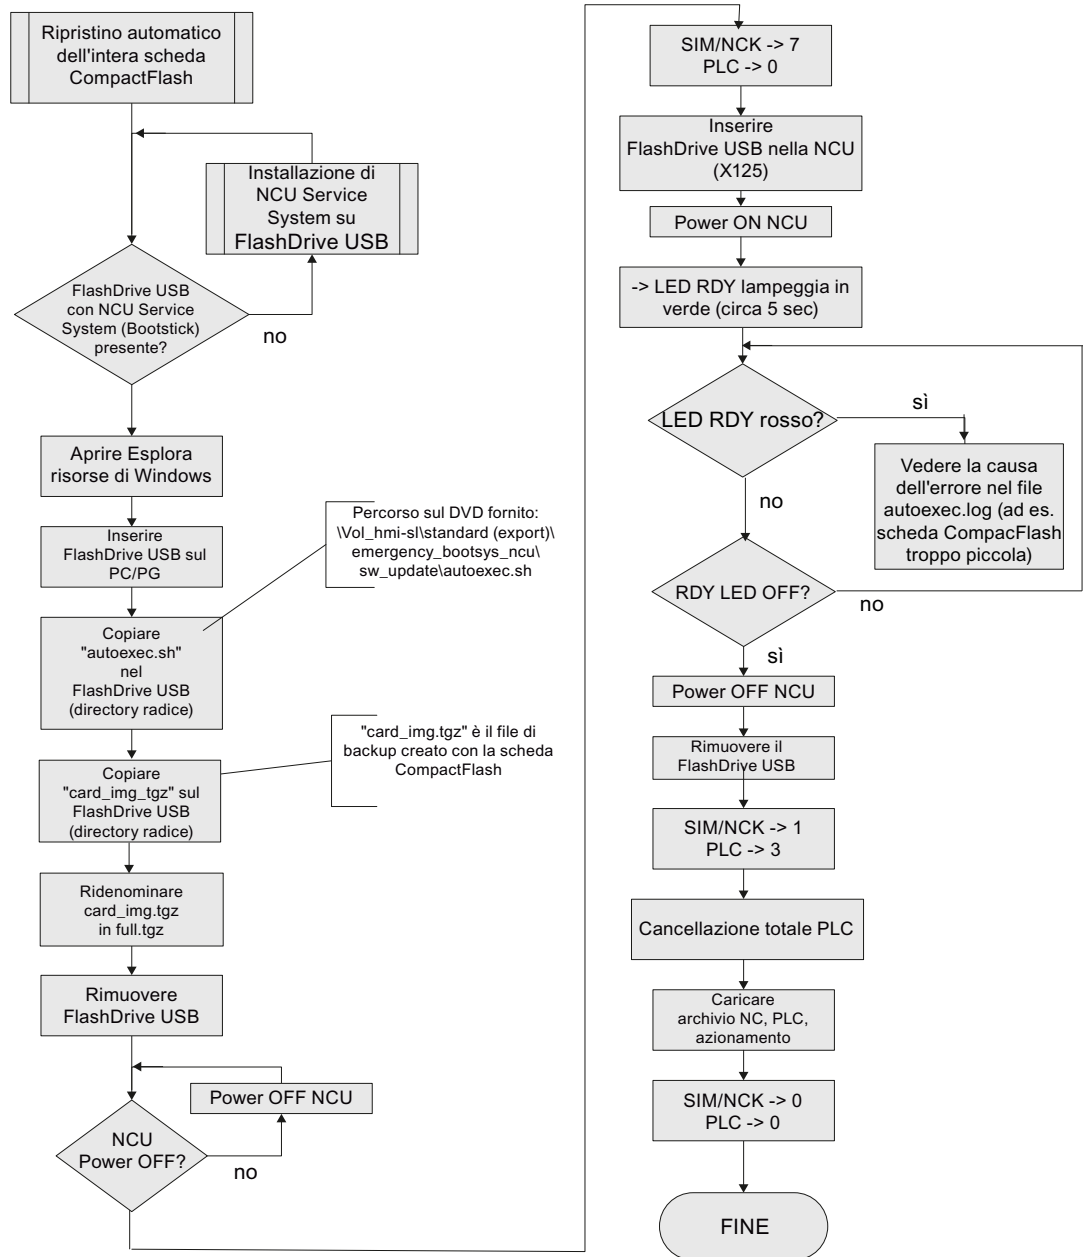 Ripristino automatico
dell'intera scheda
CompactFlash
Installazione di
NCU Service
System su
FlashDrive USB
FlashDrive USB
con NCU Service
System (Bootstick)
presente?
no
Aprire Esplora
risorse di Windows
Inserire
FlashDrive USB sul
PC/PG
Percorso sul DVD fornito:
\Vol_hmi-sl\standard (export)\
emergency_bootsys_ncu\
sw_update\autoexec.sh
Copiare
"autoexec.sh"
nel
FlashDrive USB
(directory radice)
"card_img.tgz" è il file di
backup creato con la scheda
CompactFlash
Copiare
"card_img_tgz" sul
FlashDrive USB
(directory radice)
Ridenominare
card_img.tgz
in full.tgz
Rimuovere
FlashDrive USB
Power OFF NCU
NCU
Power OFF?
no
SIM/NCK -> 7
PLC -> 0
Inserire
FlashDrive USB nella NCU
(X125)
Power ON NCU
-> LED RDY lampeggia in
verde (circa 5 sec)
LED RDY rosso?
sì
Vedere la causa
dell'errore nel file
autoexec.log (ad es.
scheda CompacFlash
troppo piccola)
no
RDY LED OFF?
no
sì
Power OFF NCU
Rimuovere il
FlashDrive USB
SIM/NCK -> 1
PLC -> 3
Cancellazione totale PLC
Caricare
archivio NC, PLC,
azionamento
SIM/NCK -> 0
PLC -> 0
FINE